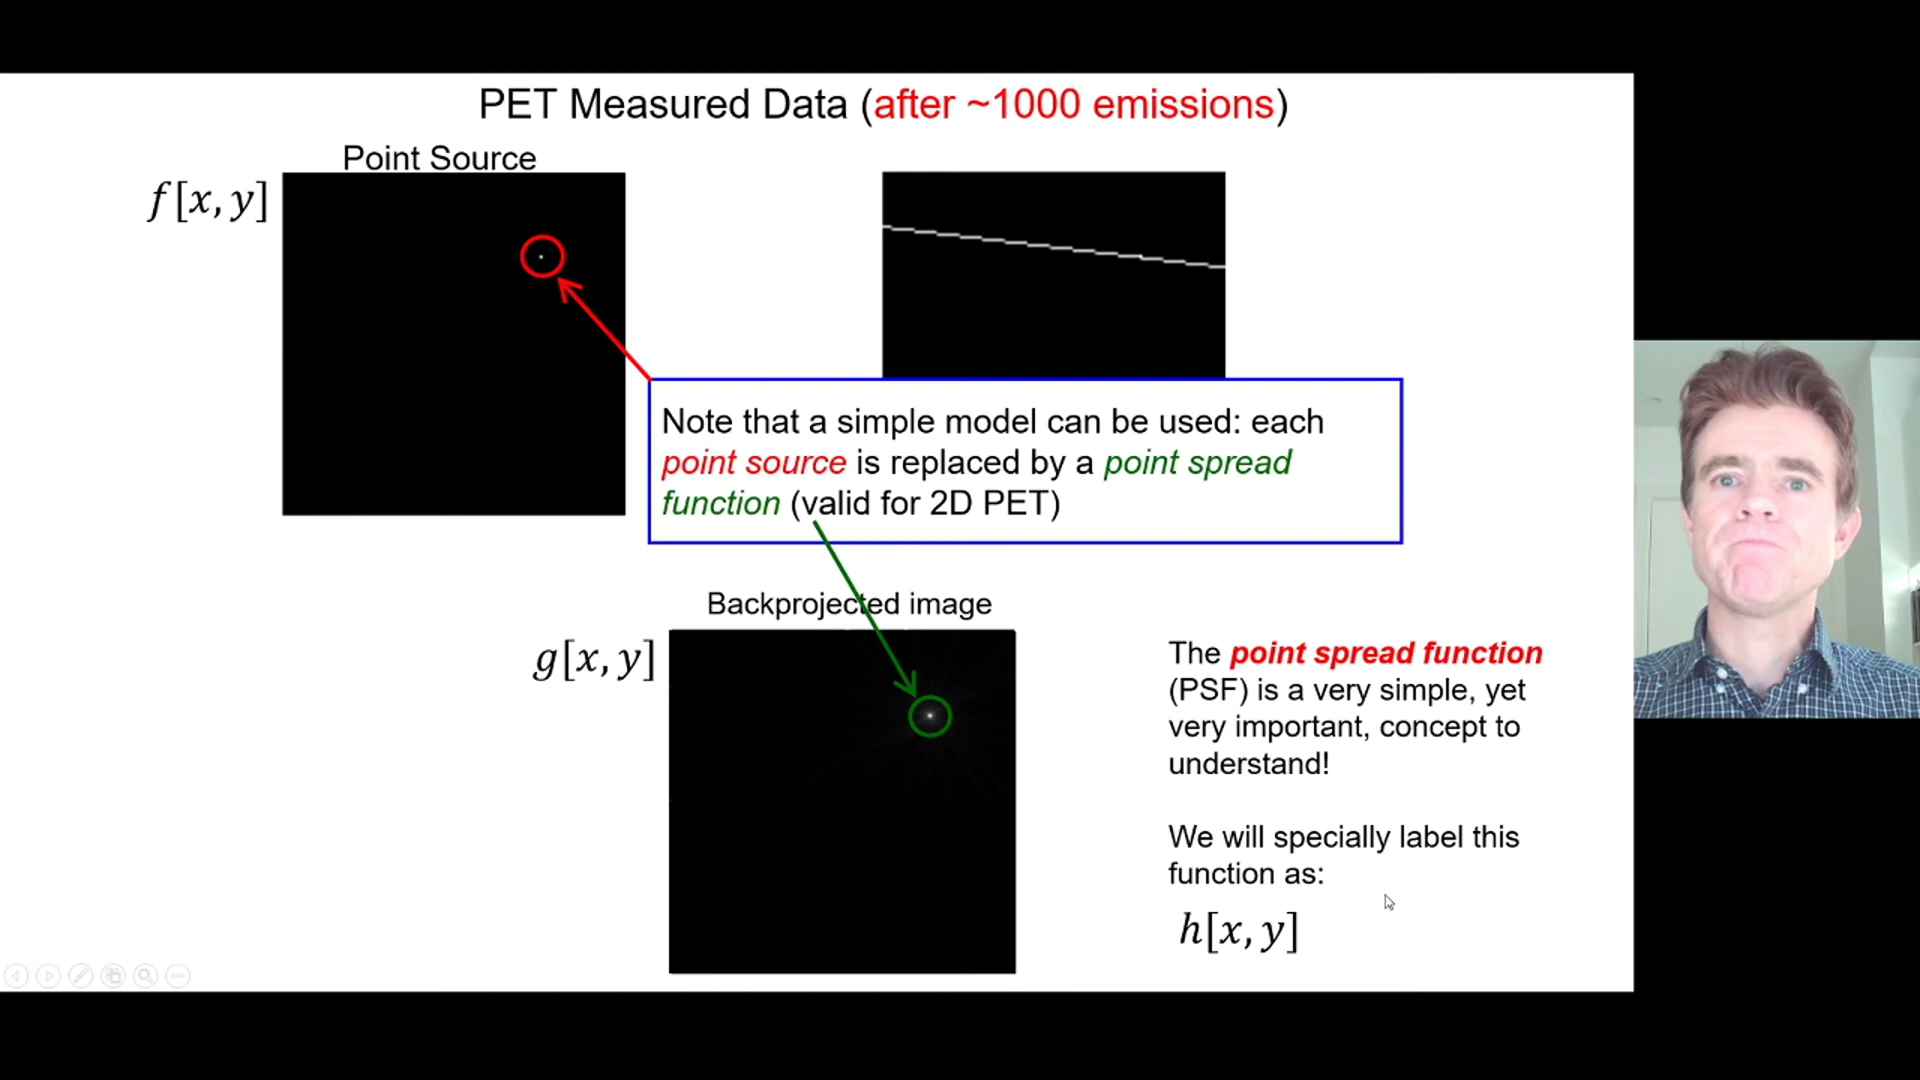 PET Measured Data (after ~1000 emissions)
Point Source
f[x, y]
Note that a simple model can be used: each
point source is replaced by a point spread
function (valid for 2D PET)
Backprojected image
g[x, y]
The point spread function
(PSF) is a very simple, yet
very important, concept to
understand!
We will specially label this
function as:
h[x, y]